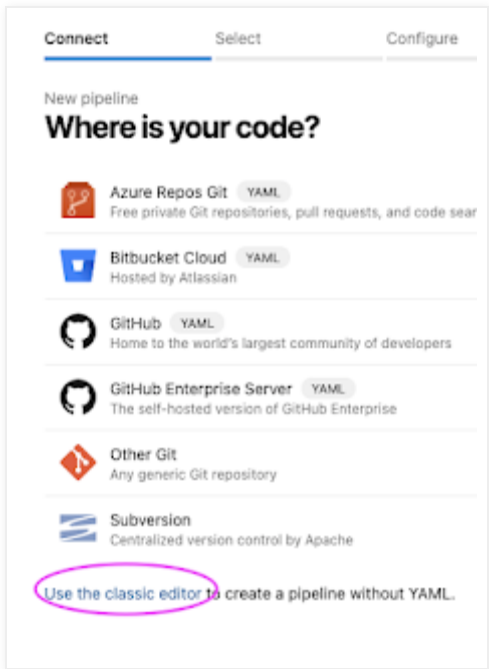 Connect Select Configure
New pipeline
Where is your code?
Azure Repos Git YAML
Free private Git repositories, pull requests, and code sear
Bitbucket Cloud YAML
Hosted by Atlassian
GitHub YAML
Home to the world's largest community of developers
GitHub Enterprise Server YAML
The self-hosted version of GitHub Enterprise
Other Git
Any generic Git repository
Subversion
Centralized version control by Apache
Use the classic editor to create a pipeline without YAML.